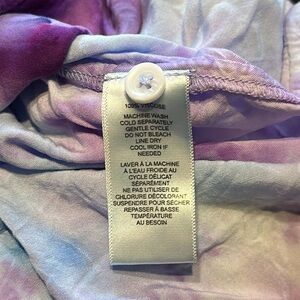 100% VISCOSE
MACHINE WASH
COLD SEPARATELY
GENTLE CYCLE
DO NOT BLEACH
LINE DRY
COOL IRON IF
NEEDED
LAVER À LA MACHINE
À L'EAU FROIDE AU
CYCLE DÉLICAT
SÉPARÉMENT
NE PAS UTILISER DE
CHLORURE DÉCOLORANT
SUSPENDRE POUR SÉCHER
REPASSER À BASSE
TEMPÉRATURE
AU BESOIN